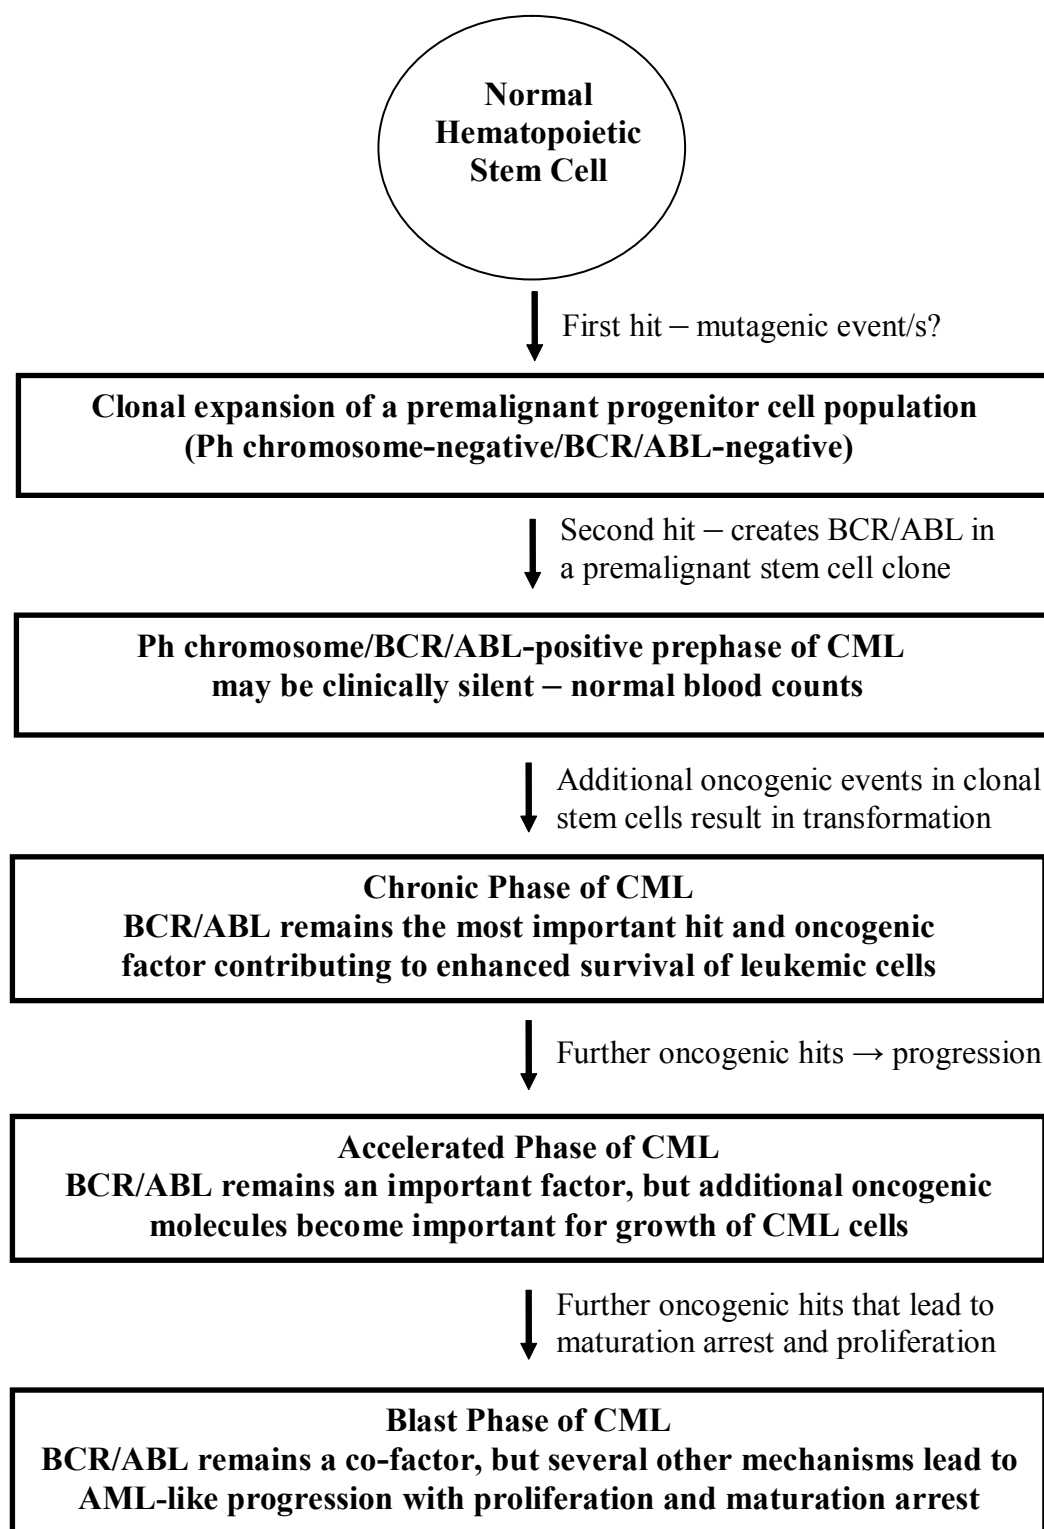 Normal
Hematopoietic
Stem Cell
First hit – mutagenic event/s?
Clonal expansion of a premalignant progenitor cell population
(Ph chromosome-negative/BCR/ABL-negative)
Second hit – creates BCR/ABL in
a premalignant stem cell clone
Ph chromosome/BCR/ABL-positive prephase of CML
may be clinically silent – normal blood counts
Additional oncogenic events in clonal
stem cells result in transformation
Chronic Phase of CML
BCR/ABL remains the most important hit and oncogenic
factor contributing to enhanced survival of leukemic cells
Further oncogenic hits → progression
Accelerated Phase of CML
BCR/ABL remains an important factor, but additional oncogenic
molecules become important for growth of CML cells
Further oncogenic hits that lead to
maturation arrest and proliferation
Blast Phase of CML
BCR/ABL remains a co-factor, but several other mechanisms lead to
AML-like progression with proliferation and maturation arrest